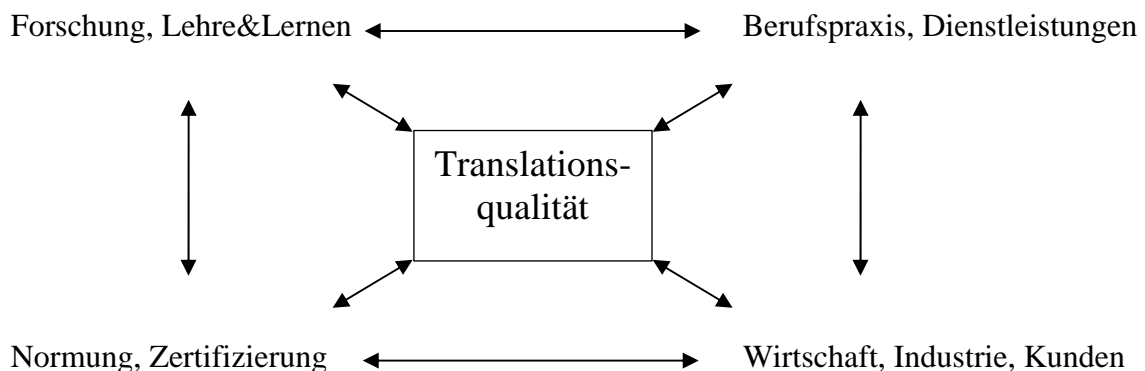 Forschung, Lehre&Lernen
Berufspraxis, Dienstleistungen
Translations-
qualität
Normung, Zertifizierung
Wirtschaft, Industrie, Kunden